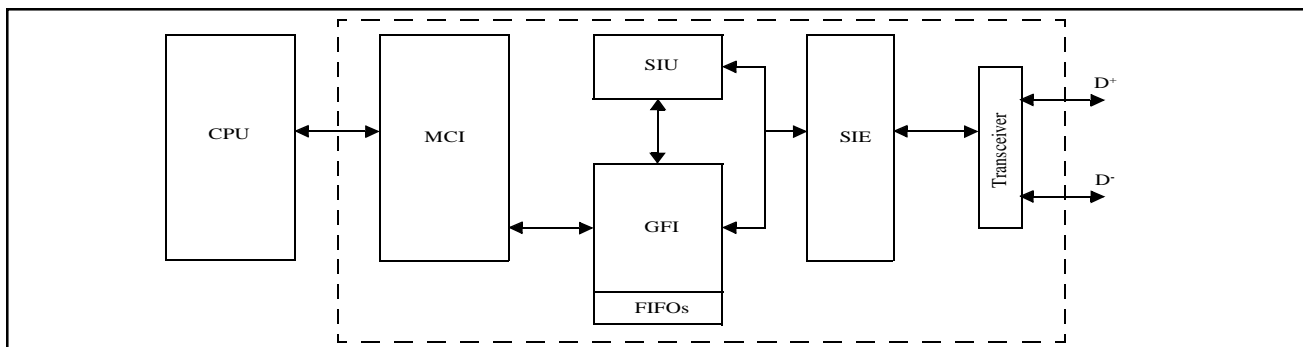 CPU
MCI
SIU
GFI
FIFOs
SIE
Transceiver
D+
D-